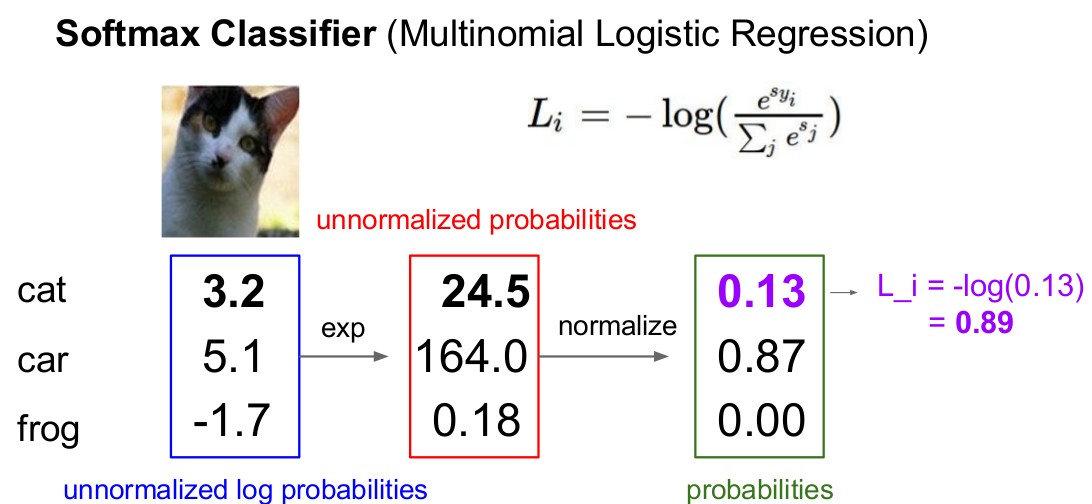 Softmax Classifier (Multinomial Logistic Regression)
L_i = − log(e^{s_{y_i}} / ∑_j e^{s_j})
unnormalized probabilities
cat 3.2 24.5 0.13 L_i = -log(0.13)
= 0.89
exp normalize
car 5.1 164.0 0.87
frog -1.7 0.18 0.00
unnormalized log probabilities probabilities